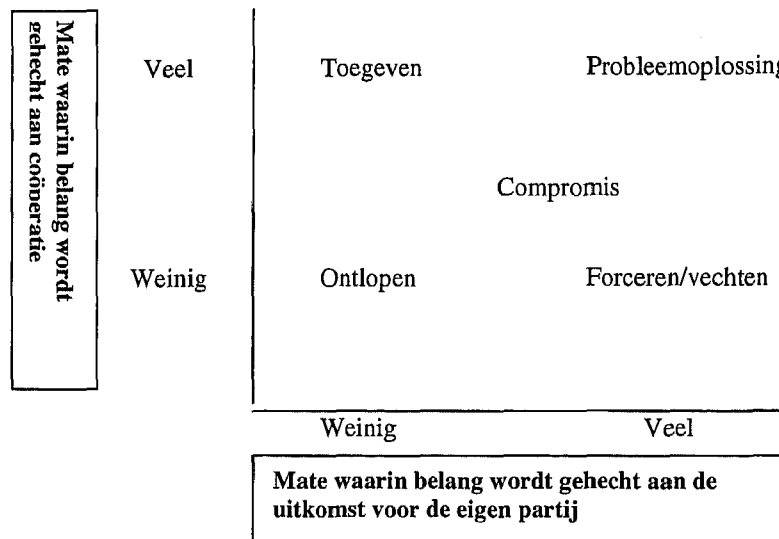 Mate waarin belang wordt
gehecht aan coöperatie
Veel
Toegeven
Probleemoplossing
Compromis
Weinig
Ontlopen
Forceren/vechten
Weinig
Veel
Mate waarin belang wordt gehecht aan de
uitkomst voor de eigen partij